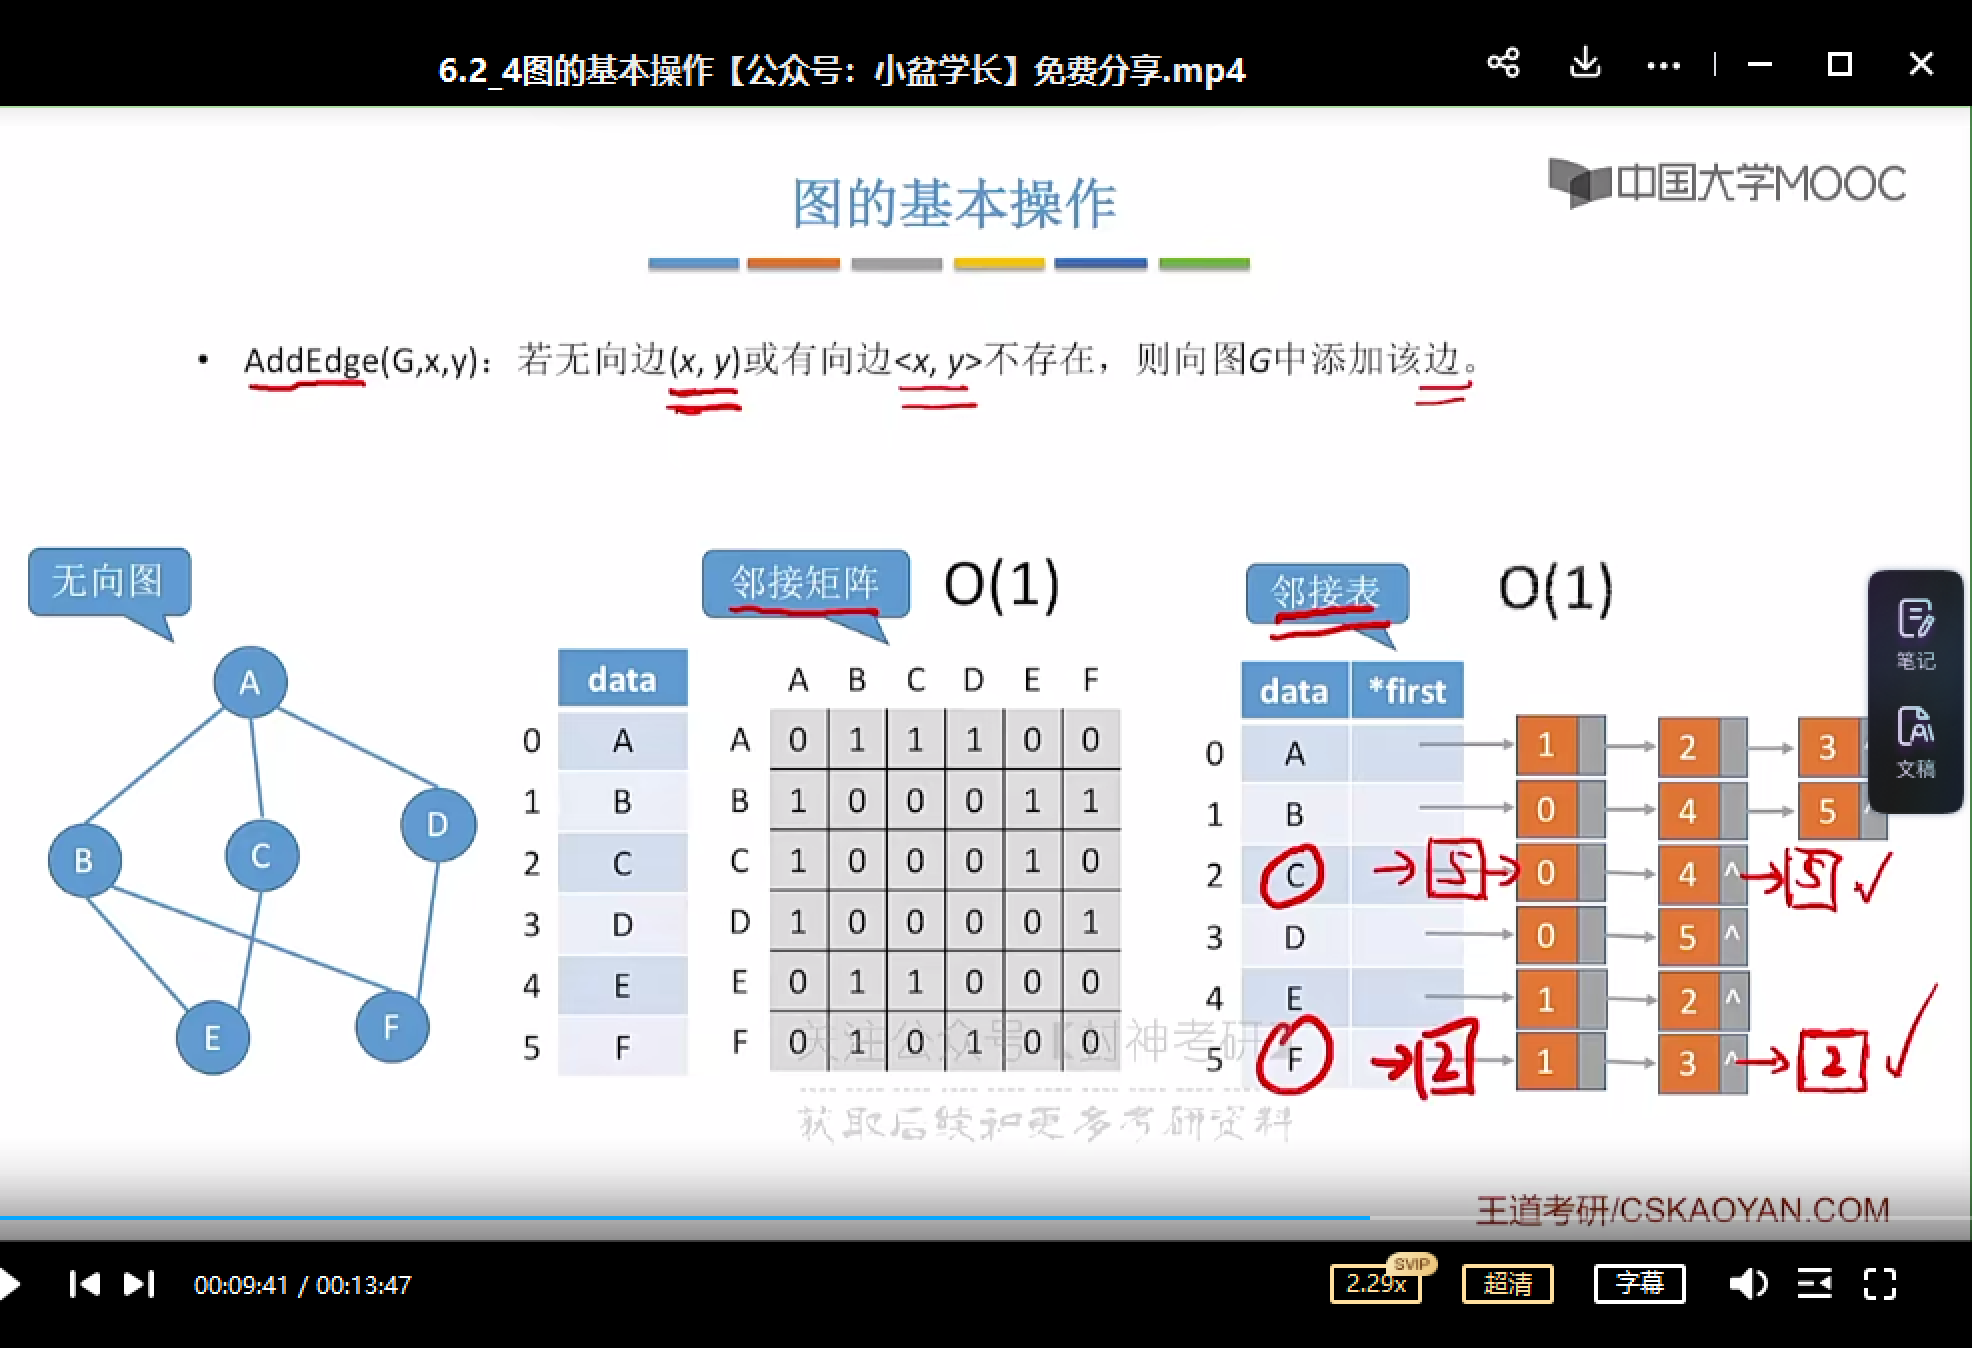 6.2_4图的基本操作【公众号：小盆学长】免费分享.mp4
中国大学MOOC
图的基本操作
• AddEdge(G,x,y)：若无向边(x, y)或有向边<x, y>不存在，则向图G中添加该边。
无向图
A
B
C
D
E
F
邻接矩阵 O(1)
data
0 A
1 B
2 C
3 D
4 E
5 F
A B C D E F
A 0 1 1 1 0 0
B 1 0 0 0 1 1
C 1 0 0 0 1 0
D 1 0 0 0 0 1
E 0 1 1 0 0 0
F 0 1 0 1 0 0
邻接表 O(1)
data *first
0 A 1 2 3
1 B 0 4 5
2 C 5 0 4 ^ 5
3 D 0 5 ^
4 E 1 2 ^
5 F 2 1 3 ^ 2
笔记
文稿
关注公众号【封神考研】
获取后续和更多考研资料
王道考研/CSKAOYAN.COM
00:09:41 / 00:13:47
2.29x
SVIP
超清
字幕